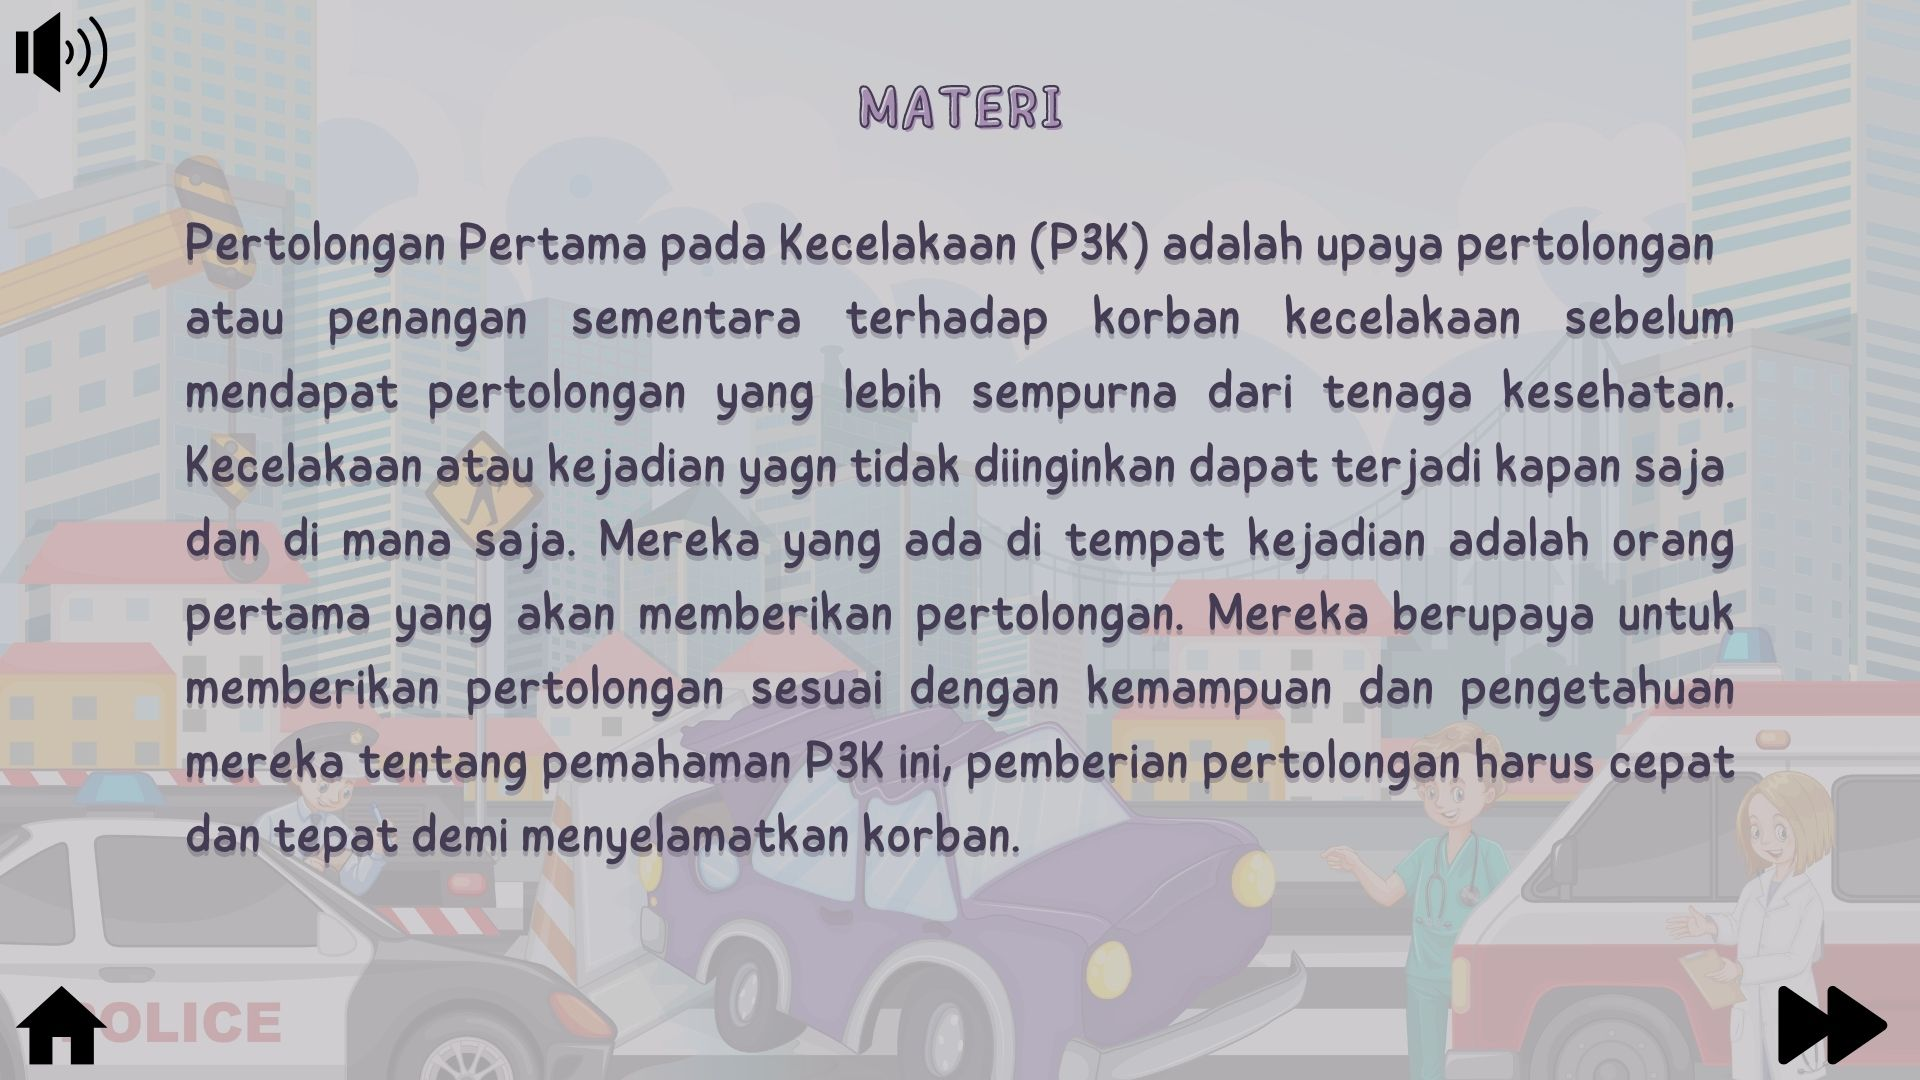 MATERI
Pertolongan Pertama pada Kecelakaan (P3K) adalah upaya pertolongan
atau penangan sementara terhadap korban kecelakaan sebelum
mendapat pertolongan yang lebih sempurna dari tenaga kesehatan.
Kecelakaan atau kejadian yagn tidak diinginkan dapat terjadi kapan saja
dan di mana saja. Mereka yang ada di tempat kejadian adalah orang
pertama yang akan memberikan pertolongan. Mereka berupaya untuk
memberikan pertolongan sesuai dengan kemampuan dan pengetahuan
mereka tentang pemahaman P3K ini, pemberian pertolongan harus cepat
dan tepat demi menyelamatkan korban.
POLICE